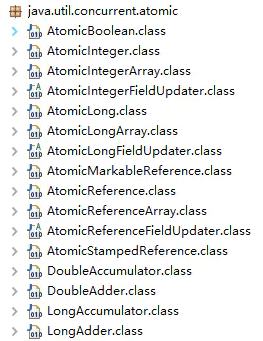 java.util.concurrent.atomic
AtomicBoolean.class
AtomicInteger.class
AtomicIntegerArray.class
AtomicIntegerFieldUpdater.class
AtomicLong.class
AtomicLongArray.class
AtomicLongFieldUpdater.class
AtomicMarkableReference.class
AtomicReference.class
AtomicReferenceArray.class
AtomicReferenceFieldUpdater.class
AtomicStampedReference.class
DoubleAccumulator.class
DoubleAdder.class
LongAccumulator.class
LongAdder.class